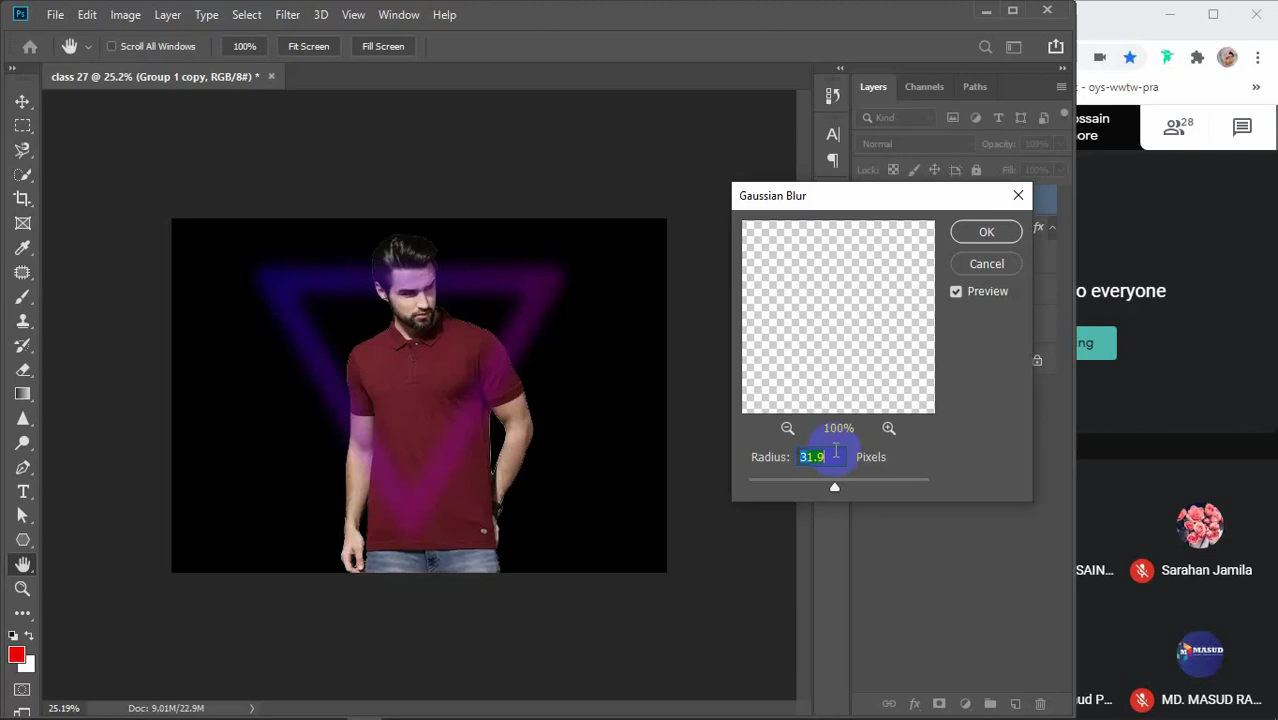 Ps File Edit Image Layer Type Select Filter 3D View Window Help
Scroll All Windows 100% Fit Screen Fill Screen
class 27 @ 25.2% (Group 1 copy, RGB/8#) *
Layers Channels Paths
Kind
Normal Opacity: 100%
Lock: Fill: 100%
fx
Gaussian Blur
OK
Cancel
Preview
100%
Radius: 31.9 Pixels
25.19% Doc: 9.01M/22.9M
fx
- oys-wwtw-pra
ossain
ore
28
o everyone
ng
SAIN...
Sarahan Jamila
MASUD
ud P...
MD. MASUD RA...